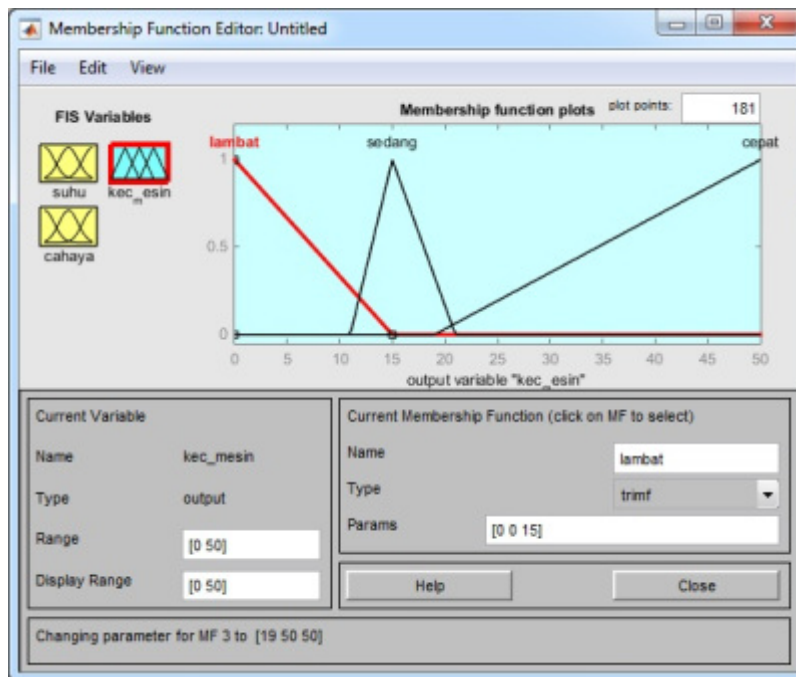 Membership Function Editor: Untitled
File Edit View
FIS Variables
suhu
kec_mesin
cahaya
Membership function plots
plot points:
181
lambat
sedang
cepat
1
0.5
0
0 5 10 15 20 25 30 35 40 45 50
output variable "kec_mesin"
Current Variable
Name kec_mesin
Type output
Range [0 50]
Display Range [0 50]
Current Membership Function (click on MF to select)
Name lambat
Type trimf
Params [0 0 15]
Help Close
Changing parameter for MF 3 to [19 50 50]